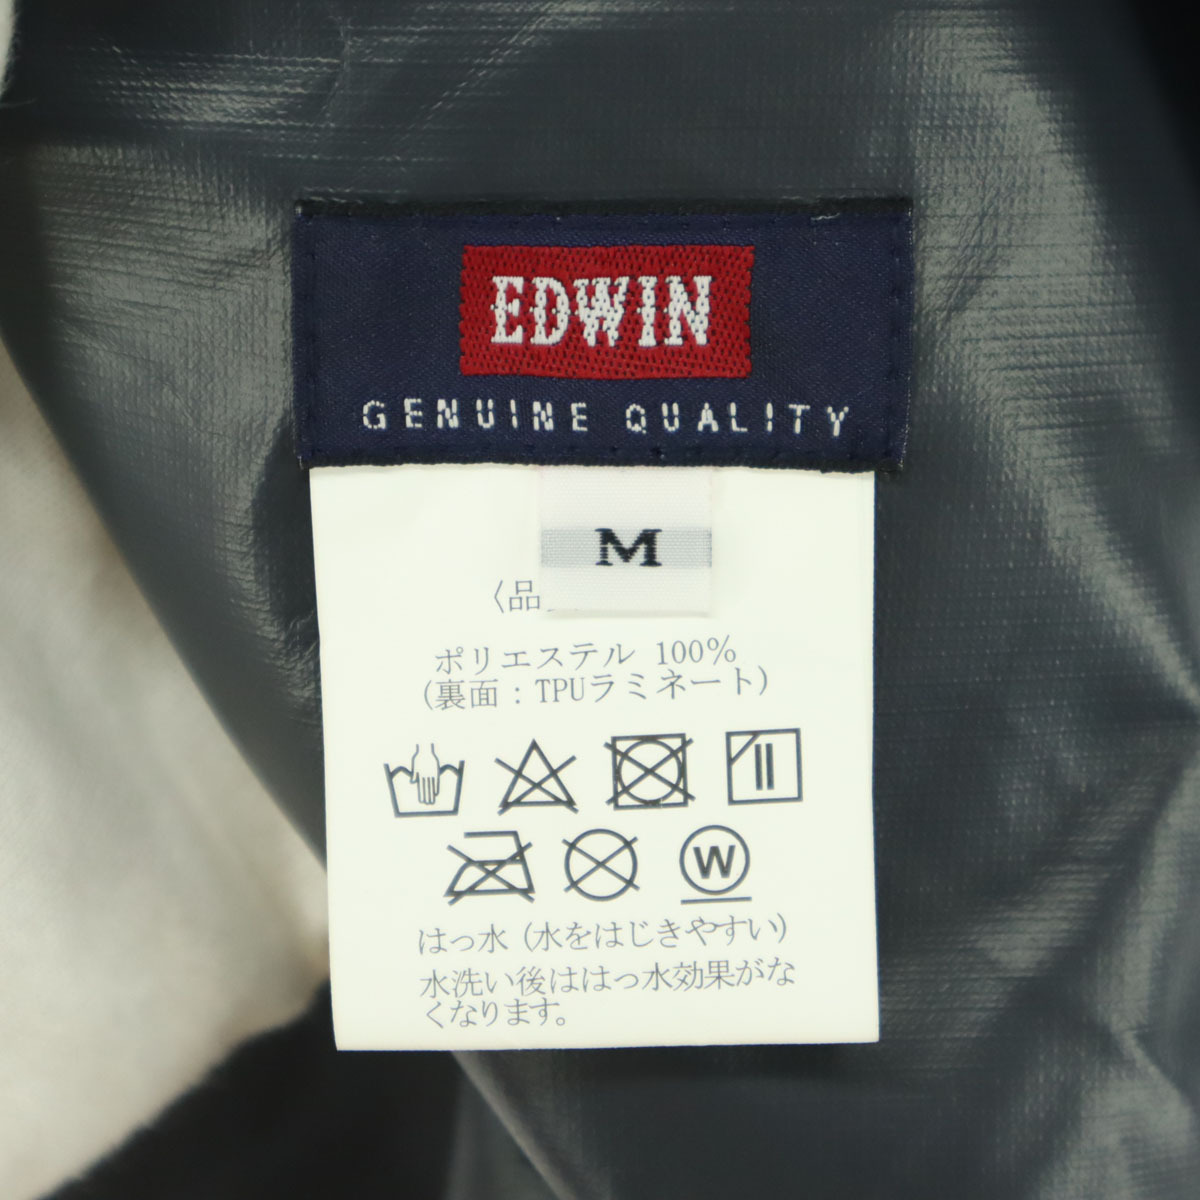 EDWIN
GENUINE QUALITY
M
〈品
ポリエステル 100%
(裏面：TPUラミネート)
W
はっ水 (水をはじきやすい)
水洗い後ははっ水効果がな
くなります。